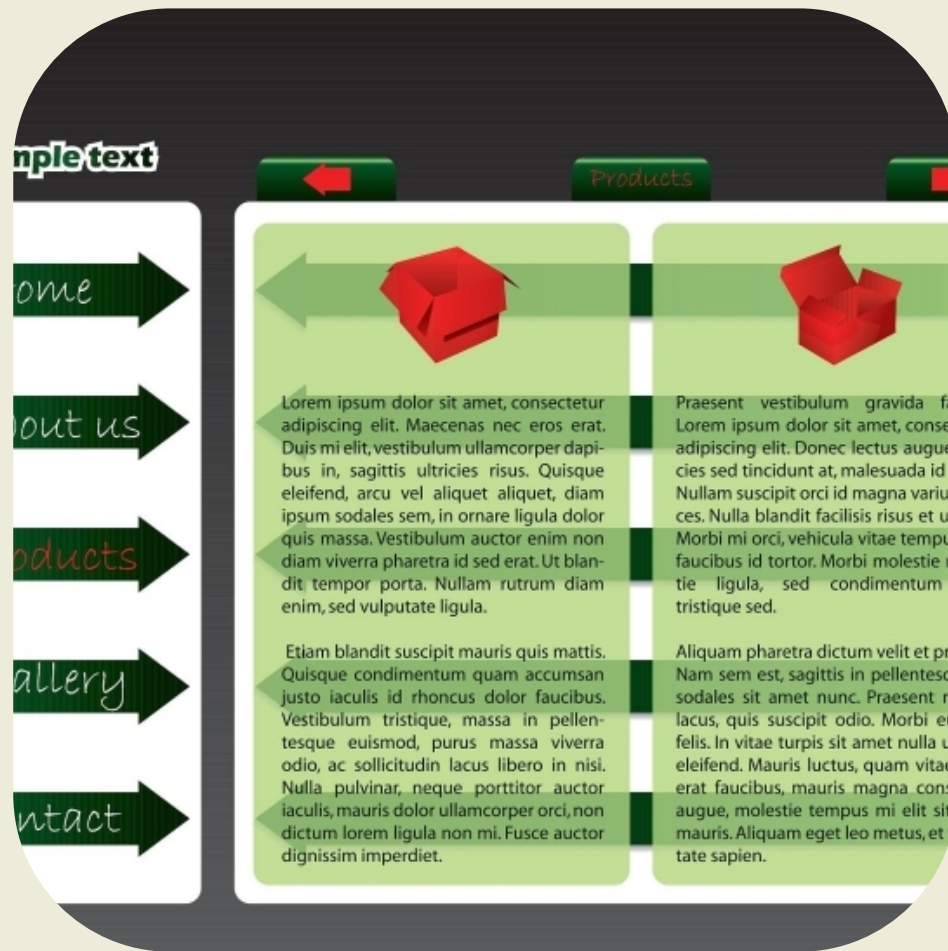 mple text
Products
ome
out us
oducts
allery
ntact
Lorem ipsum dolor sit amet, consectetur
adipiscing elit. Maecenas nec eros erat.
Duis mi elit, vestibulum ullamcorper dapi-
bus in, sagittis ultricies risus. Quisque
eleifend, arcu vel aliquet aliquet, diam
ipsum sodales sem, in ornare ligula dolor
quis massa. Vestibulum auctor enim non
diam viverra pharetra id sed erat. Ut blan-
dit tempor porta. Nullam rutrum diam
enim, sed vulputate ligula.
Etiam blandit suscipit mauris quis mattis.
Quisque condimentum quam accumsan
justo iaculis id rhoncus dolor faucibus.
Vestibulum tristique, massa in pellen-
tesque euismod, purus massa viverra
odio, ac sollicitudin lacus libero in nisi.
Nulla pulvinar, neque porttitor auctor
iaculis, mauris dolor ullamcorper orci, non
dictum lorem ligula non mi. Fusce auctor
dignissim imperdiet.
Praesent vestibulum gravida
Lorem ipsum dolor sit amet, conse
adipiscing elit. Donec lectus augue
cies sed tincidunt at, malesuada id
Nullam suscipit orci id magna variu
ces. Nulla blandit facilisis risus et u
Morbi mi orci, vehicula vitae tempu
faucibus id tortor. Morbi molestie
tie ligula, sed condimentum
tristique sed.
Aliquam pharetra dictum velit et pr
Nam sem est, sagittis in pellentesc
sodales sit amet nunc. Praesent
lacus, quis suscipit odio. Morbi eu
felis. In vitae turpis sit amet nulla u
eleifend. Mauris luctus, quam vitae
erat faucibus, mauris magna cons
augue, molestie tempus mi elit sit
mauris. Aliquam eget leo metus, et
tate sapien.